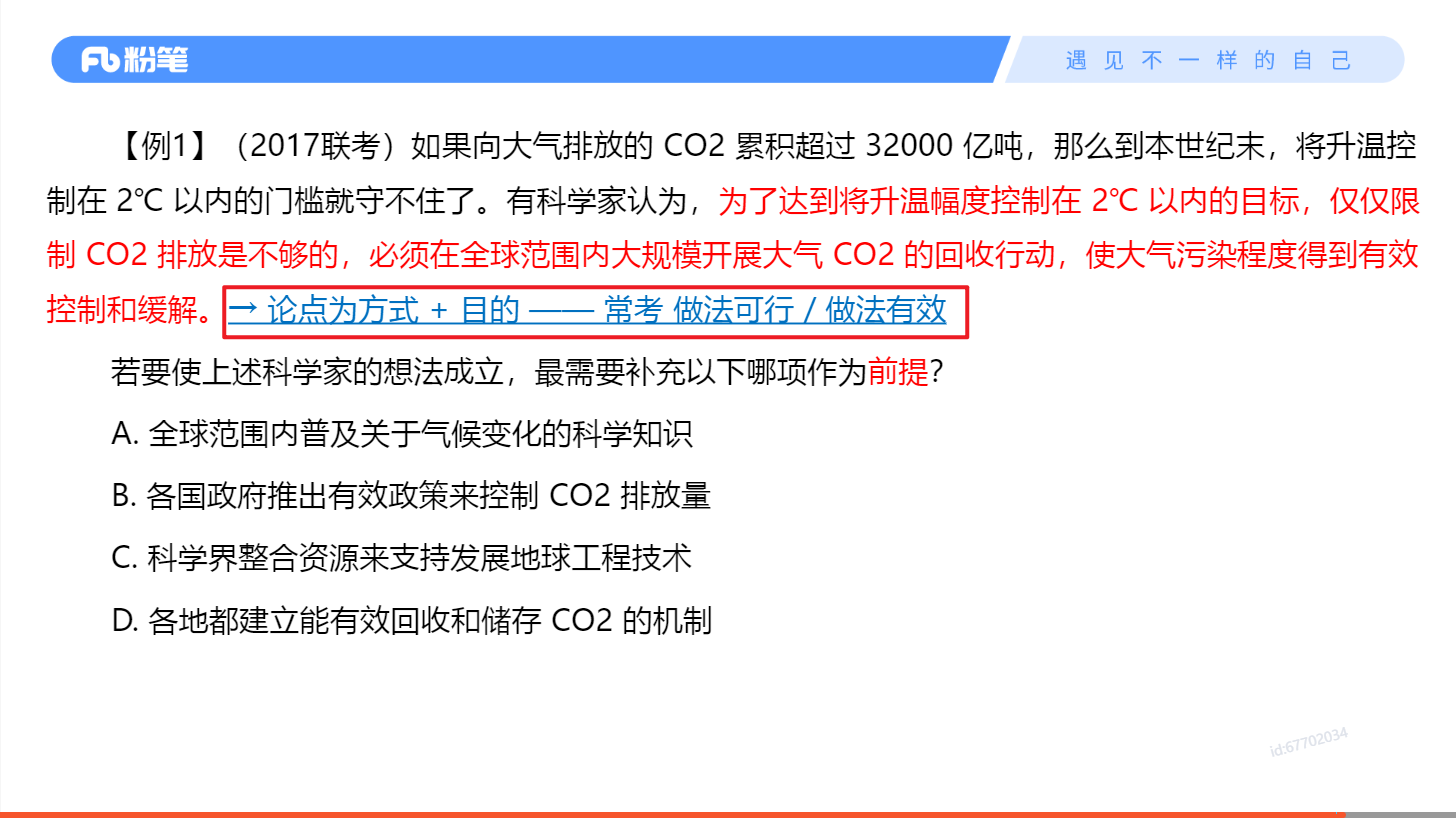 粉笔
遇见不一样的自己
【例1】（2017联考）如果向大气排放的 CO2 累积超过 32000 亿吨，那么到本世纪末，将升温控
制在 2℃ 以内的门槛就守不住了。有科学家认为，为了达到将升温幅度控制在 2℃ 以内的目标，仅仅限
制 CO2 排放是不够的，必须在全球范围内大规模开展大气 CO2 的回收行动，使大气污染程度得到有效
控制和缓解。→ 论点为方式 + 目的 —— 常考 做法可行 / 做法有效
若要使上述科学家的想法成立，最需要补充以下哪项作为前提？
A. 全球范围内普及关于气候变化的科学知识
B. 各国政府推出有效政策来控制 CO2 排放量
C. 科学界整合资源来支持发展地球工程技术
D. 各地都建立能有效回收和储存 CO2 的机制
id:67702034